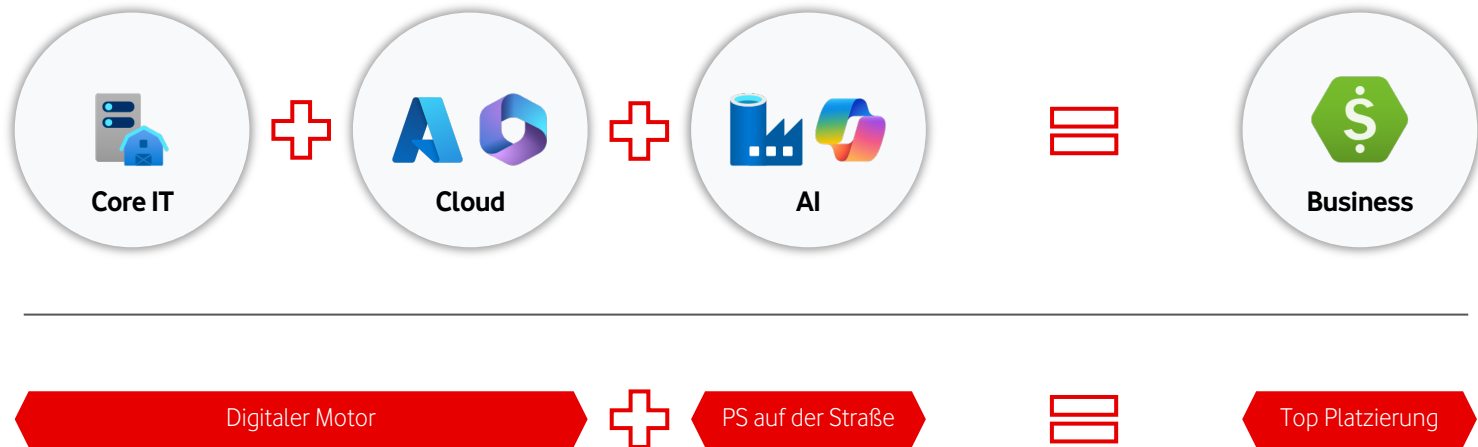 Core IT
Cloud
AI
Business
Digitaler Motor
PS auf der Straße
Top Platzierung